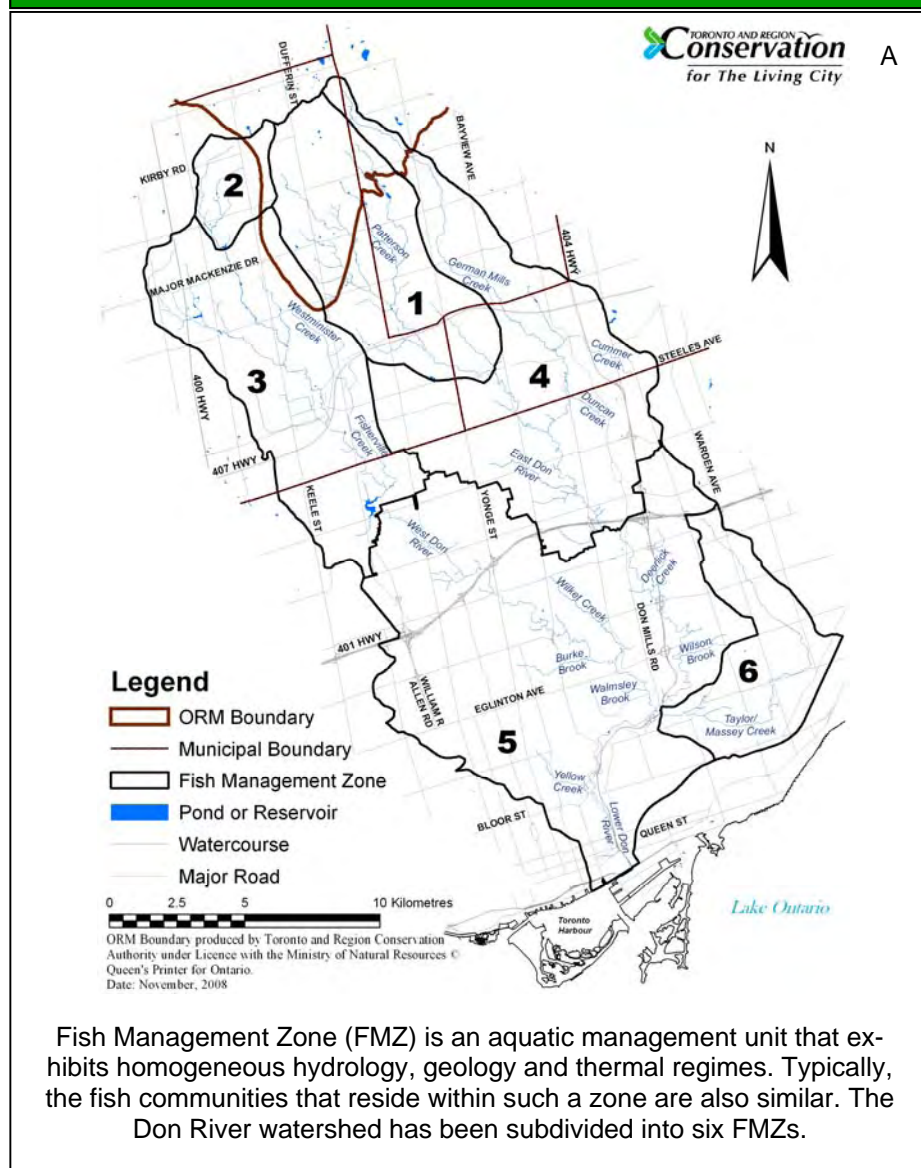 TORONTO AND REGION
Conservation
for The Living City
A
DUFFERIN ST
BAYVIEW AVE
N
KIRBY RD
2
404 HWY
Patterson Creek
German Mills Creek
MAJOR MACKENZIE DR
1
Westminister Creek
Cummer Creek
STEELES AVE
3
4
400 HWY
Duncan Creek
Fisherville Creek
407 HWY
East Don River
WARDEN AVE
KEELE ST
YONGE ST
West Don River
Deerlick Creek
Wilket Creek
DON MILLS RD
401 HWY
Burke Brook
Wilson Brook
6
Legend
WILLIAM R ALLEN RD
EGLINTON AVE
Walmsley Brook
ORM Boundary
Taylor/ Massey Creek
Municipal Boundary
5
Fish Management Zone
Yellow Creek
Pond or Reservoir
BLOOR ST
Lower Don River
QUEEN ST
Watercourse
Major Road
0 2.5 5 10 Kilometres
Lake Ontario
Toronto Harbour
ORM Boundary produced by Toronto and Region Conservation
Authority under Licence with the Ministry of Natural Resources ©
Queen's Printer for Ontario.
Date: November, 2008
Fish Management Zone (FMZ) is an aquatic management unit that ex-
hibits homogeneous hydrology, geology and thermal regimes. Typically,
the fish communities that reside within such a zone are also similar. The
Don River watershed has been subdivided into six FMZs.